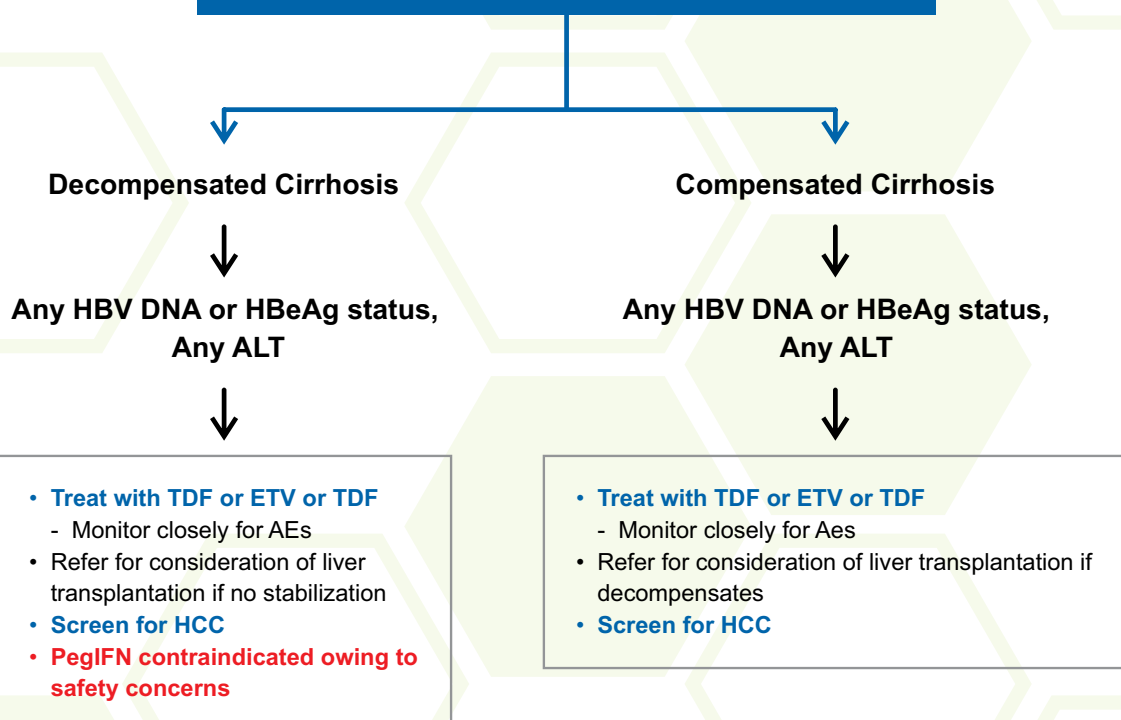 Decompensated Cirrhosis
Any HBV DNA or HBeAg status,
Any ALT
• Treat with TDF or ETV or TDF
- Monitor closely for AEs
• Refer for consideration of liver
transplantation if no stabilization
• Screen for HCC
• PegIFN contraindicated owing to
safety concerns
Compensated Cirrhosis
Any HBV DNA or HBeAg status,
Any ALT
• Treat with TDF or ETV or TDF
- Monitor closely for Aes
• Refer for consideration of liver transplantation if
decompensates
• Screen for HCC